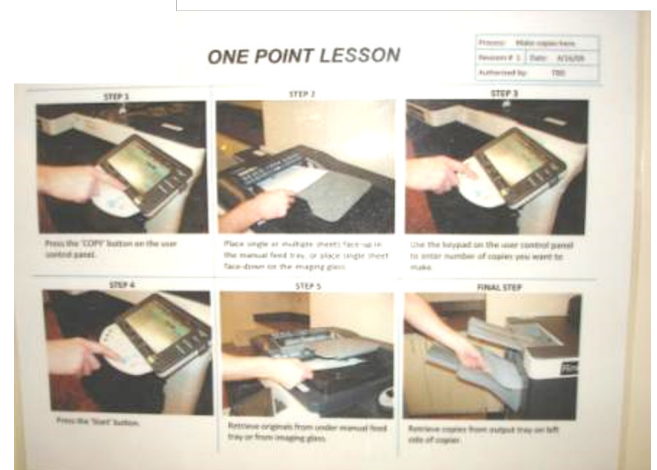 ONE POINT LESSON
Process: Make copies here.
Revision # 1 Date: 8/16/09
Authorized by: TBD
STEP 1
Press the 'COPY' button on the user
control panel.
STEP 2
Place single or multiple sheets face-up in
the manual feed tray, or place single sheet
face-down on the imaging glass.
STEP 3
Use the keypad on the user control panel
to enter number of copies you want to
make.
STEP 4
Press the 'Start' button.
STEP 5
Retrieve originals from under manual feed
tray or from imaging glass.
FINAL STEP
Retrieve copies from output tray on left
side of copier.